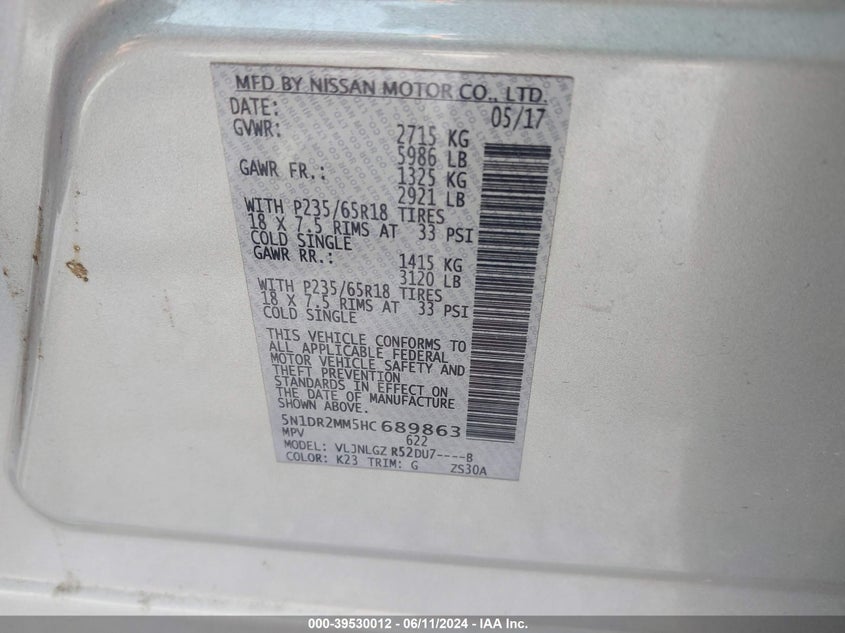 MFD BY NISSAN MOTOR CO., LTD.
DATE: 05/17
GVWR: 2715 KG
5986 LB
GAWR FR.: 1325 KG
2921 LB
WITH P235/65R18 TIRES
18 X 7.5 RIMS AT 33 PSI
COLD SINGLE
GAWR RR.: 1415 KG
3120 LB
WITH P235/65R18 TIRES
18 X 7.5 RIMS AT 33 PSI
COLD SINGLE
THIS VEHICLE CONFORMS TO
ALL APPLICABLE FEDERAL
MOTOR VEHICLE SAFETY AND
THEFT PREVENTION
STANDARDS IN EFFECT ON
THE DATE OF MANUFACTURE
SHOWN ABOVE.
5N1DR2MM5HC 689863
MPV 622
MODEL: VLJNLGZ R52DU7----B
COLOR: K23 TRIM: G ZS30A
000-39530012 - 06/11/2024 - IAA Inc.